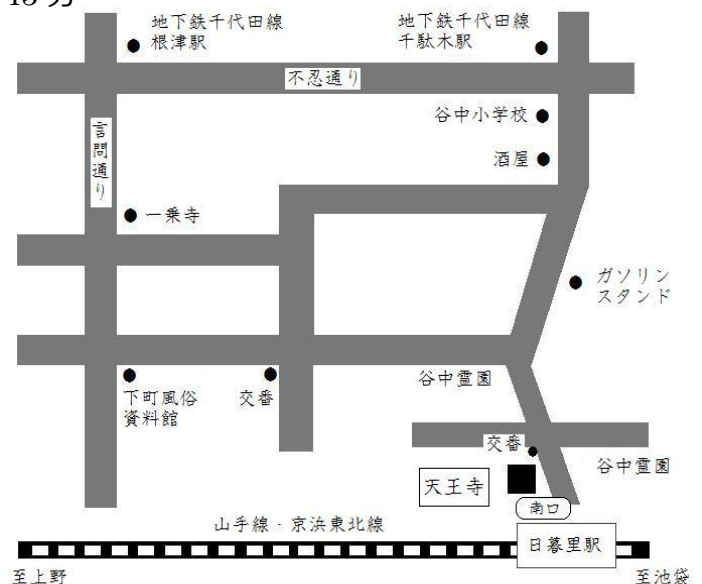 地下鉄千代田線
根津駅
地下鉄千代田線
千駄木駅
不忍通り
谷中小学校
言問通り
酒屋
一乗寺
ガソリン
スタンド
谷中霊園
下町風俗
資料館
交番
交番
谷中霊園
天王寺
南口
山手線・京浜東北線
日暮里駅
至上野
至池袋